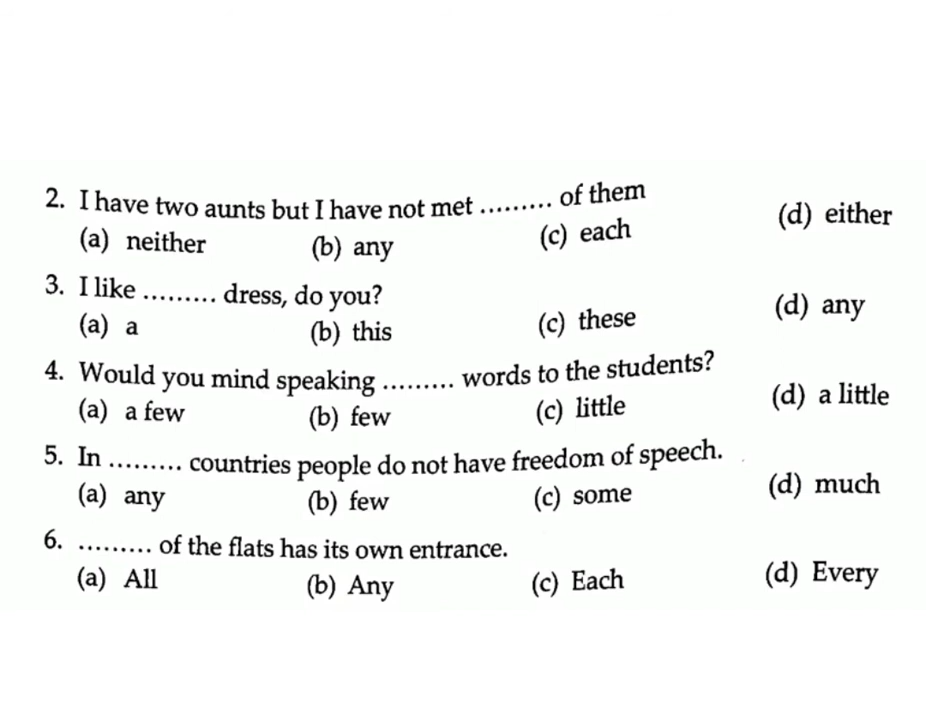 2. I have two aunts but I have not met ......... of them
(a) neither (b) any (c) each (d) either
3. I like ......... dress, do you?
(a) a (b) this (c) these (d) any
4. Would you mind speaking ......... words to the students?
(a) a few (b) few (c) little (d) a little
5. In ......... countries people do not have freedom of speech.
(a) any (b) few (c) some (d) much
6. ......... of the flats has its own entrance.
(a) All (b) Any (c) Each (d) Every